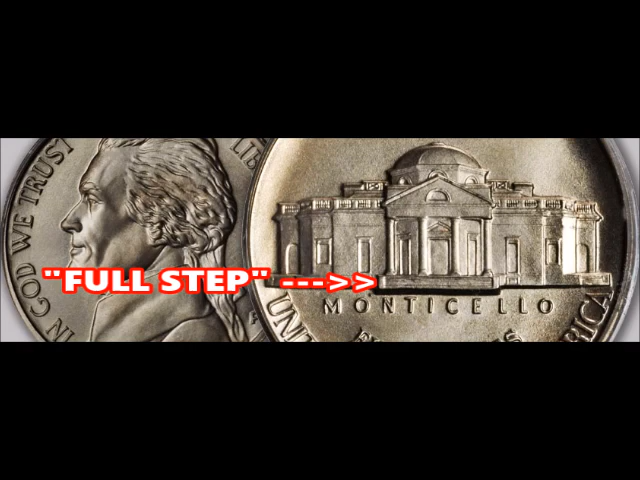 IN GOD WE TRUST
LIB
"FULL STEP" --->>
MONTICELLO
UNI
RICA